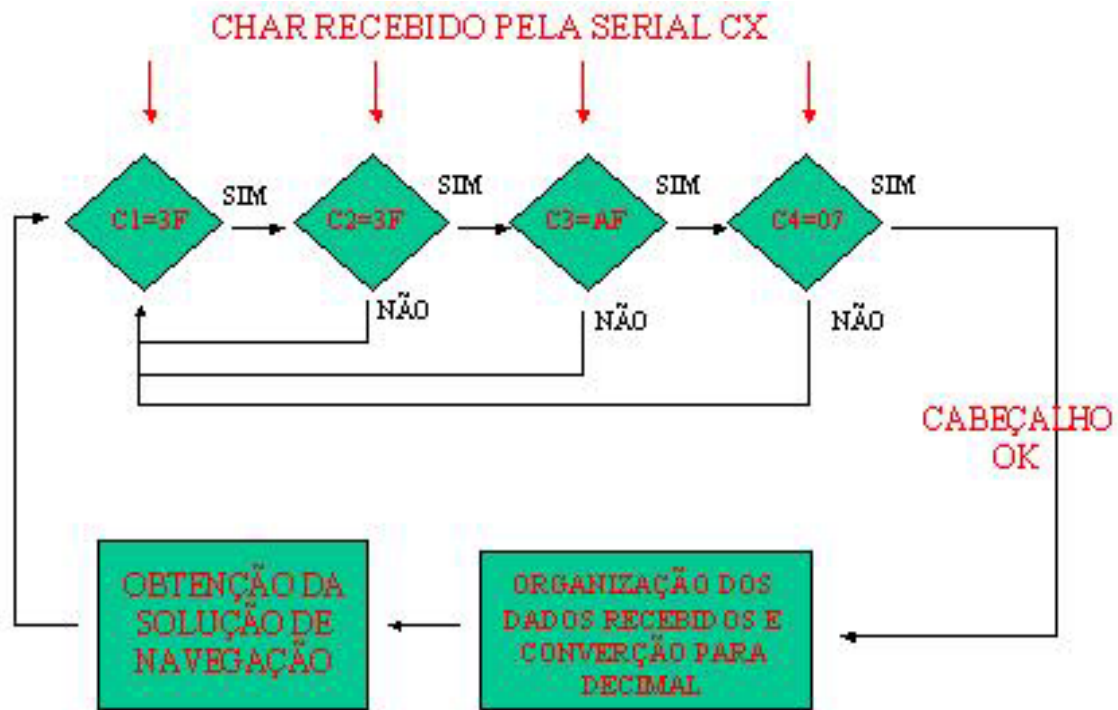 CHAR RECEBIDO PELA SERIAL CX
C1=3F
SIM
C2=3F
SIM
C3=AF
SIM
C4=07
SIM
NÃO
NÃO
NÃO
CABEÇALHO
OK
OBTENÇÃO DA
SOLUÇÃO DE
NAVEGAÇÃO
ORGANIZAÇÃO DOS
DADOS RECEBIDOS E
CONVERÇÃO PARA
DECIMAL